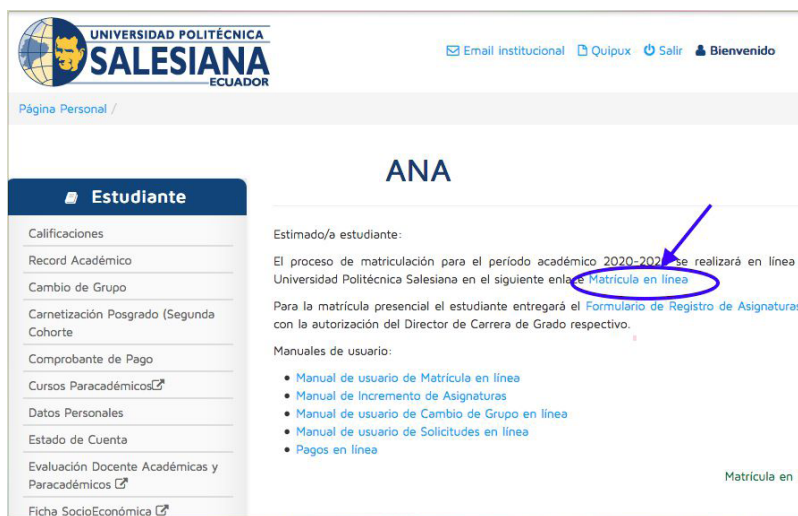 UNIVERSIDAD POLITÉCNICA
SALESIANA
ECUADOR
Email institucional Quipux Salir Bienvenido
Página Personal /
ANA
Estudiante
Calificaciones
Record Académico
Cambio de Grupo
Carnetización Posgrado (Segunda
Cohorte
Comprobante de Pago
Cursos Paracadémicos
Datos Personales
Estado de Cuenta
Evaluación Docente Académicas y
Paracadémicos
Ficha SocioEconómica
Estimado/a estudiante:
El proceso de matriculación para el período académico se realizará en línea
Universidad Politécnica Salesiana en el siguiente enlace Matrícula en línea
Para la matrícula presencial el estudiante entregará el Formulario de Registro de Asignaturas
con la autorización del Director de Carrera de Grado respectivo.
Manuales de usuario:
• Manual de usuario de Matrícula en línea
• Manual de Incremento de Asignaturas
• Manual de usuario de Cambio de Grupo en línea
• Manual de usuario de Solicitudes en línea
• Pagos en línea
Matrícula en